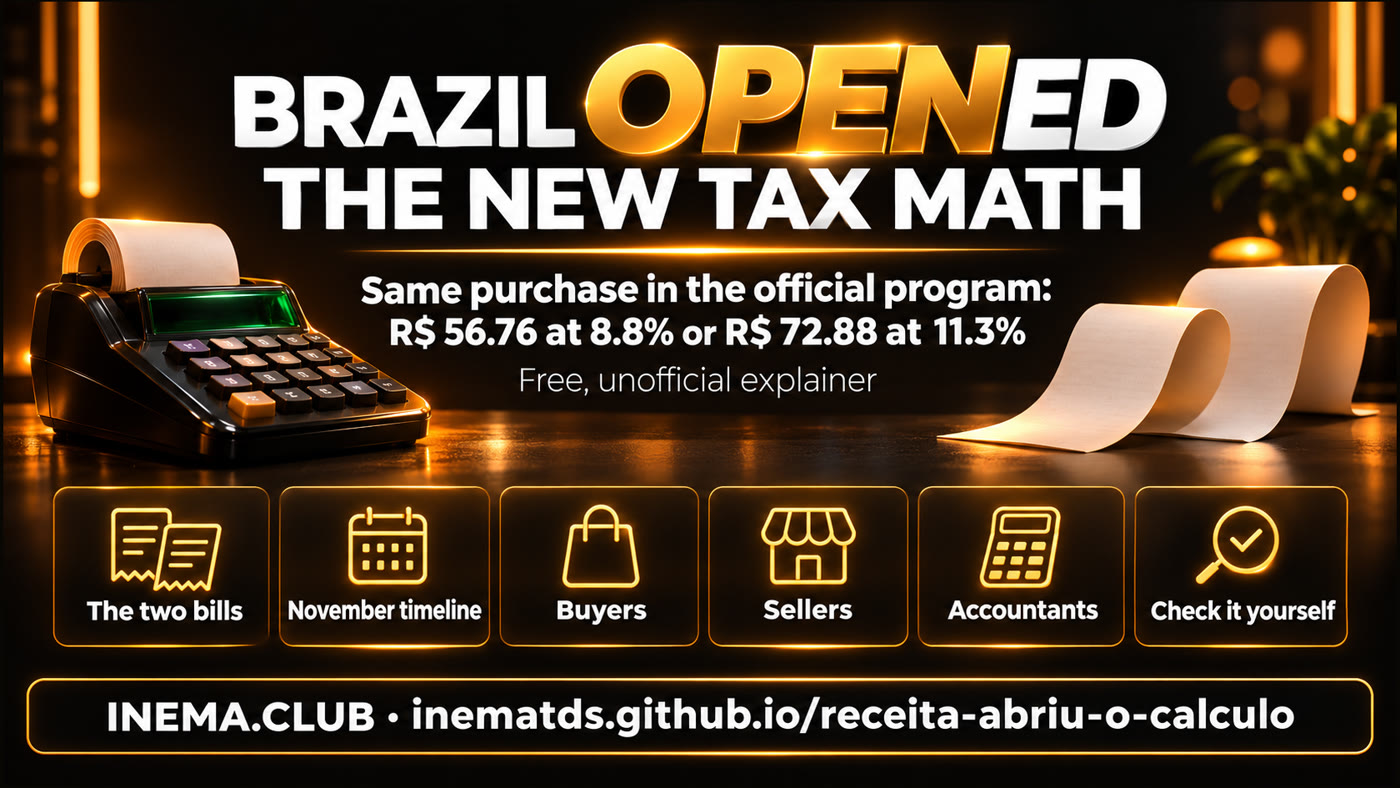 BRAZIL OPENED
THE NEW TAX MATH
Same purchase in the official program:
R$ 56.76 at 8.8% or R$ 72.88 at 11.3%
Free, unofficial explainer
The two bills
November timeline
Buyers
Sellers
Accountants
Check it yourself
INEMA.CLUB • inematds.github.io/receita-abriu-o-calculo